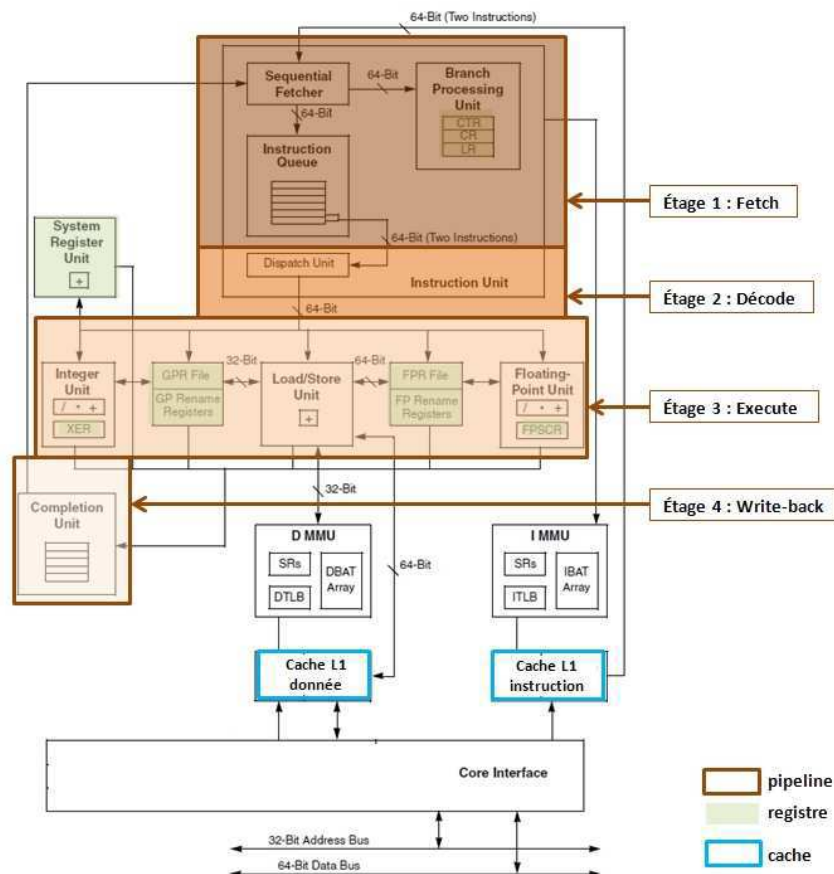 64-Bit (Two Instructions)
Sequential
Fetcher
64-Bit
Branch
Processing
Unit
CTR
CR
LR
64-Bit
Instruction
Queue
Étage 1 : Fetch
System
Register
Unit
+
64-Bit (Two Instructions)
Dispatch Unit
Instruction Unit
Étage 2 : Décode
64-Bit
Integer
Unit
/ * +
XER
GPR File
GP Rename
Registers
32-Bit
Load/Store
Unit
+
64-Bit
FPR File
FP Rename
Registers
Floating-
Point Unit
/ * +
FPSCR
Étage 3 : Execute
Completion
Unit
Étage 4 : Write-back
32-Bit
64-Bit
D MMU
SRs
DTLB
DBAT
Array
I MMU
SRs
ITLB
IBAT
Array
Cache L1
donnée
Cache L1
instruction
Core Interface
32-Bit Address Bus
64-Bit Data Bus
pipeline
registre
cache